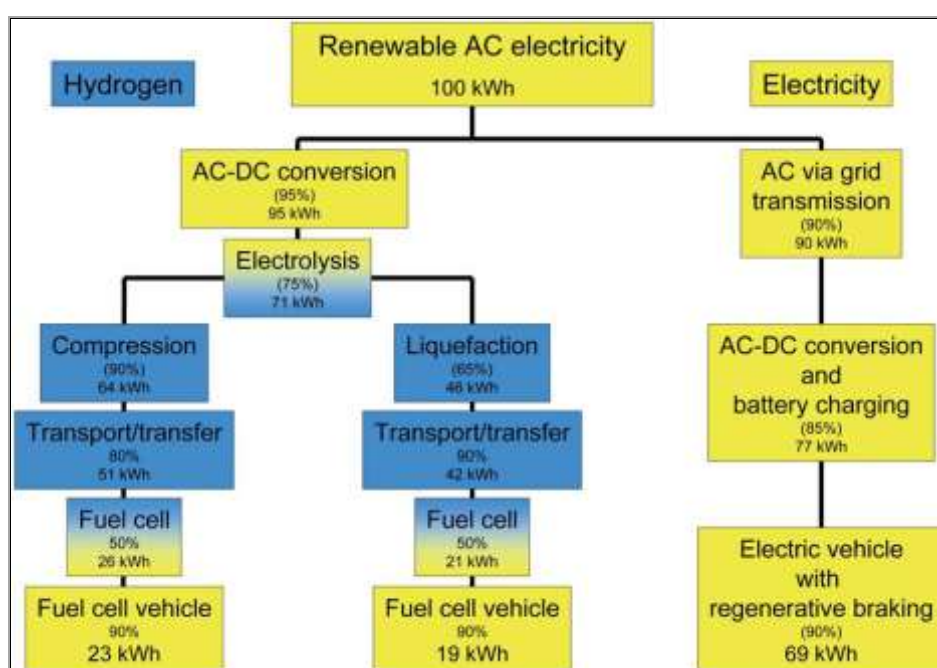 Renewable AC electricity
100 kWh
Hydrogen
Electricity
AC-DC conversion
(95%)
95 kWh
AC via grid
transmission
(90%)
90 kWh
Electrolysis
(75%)
71 kWh
Compression
(90%)
64 kWh
Liquefaction
(65%)
46 kWh
AC-DC conversion
and
battery charging
(85%)
77 kWh
Transport/transfer
80%
51 kWh
Transport/transfer
90%
42 kWh
Fuel cell
50%
26 kWh
Fuel cell
50%
21 kWh
Electric vehicle
with
regenerative braking
(90%)
69 kWh
Fuel cell vehicle
90%
23 kWh
Fuel cell vehicle
90%
19 kWh